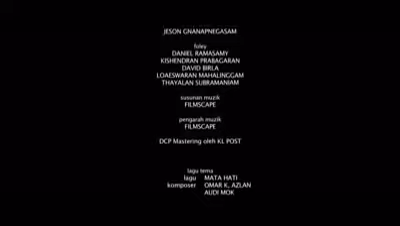 JESON GNANAPNEGASAM
foley
DANIEL RAMASAMY
KISHENDRAN PRABAGARAN
DAVID BIRLA
LOAESWARAN MAHALINGGAM
THAYALAN SUBRAMANIAM
susunan muzik
FILMSCAPE
pengarah muzik
FILMSCAPE
DCP Mastering oleh KL POST
lagu tema
lagu MATA HATI
komposer OMAR K. AZLAN
AUDI MOK